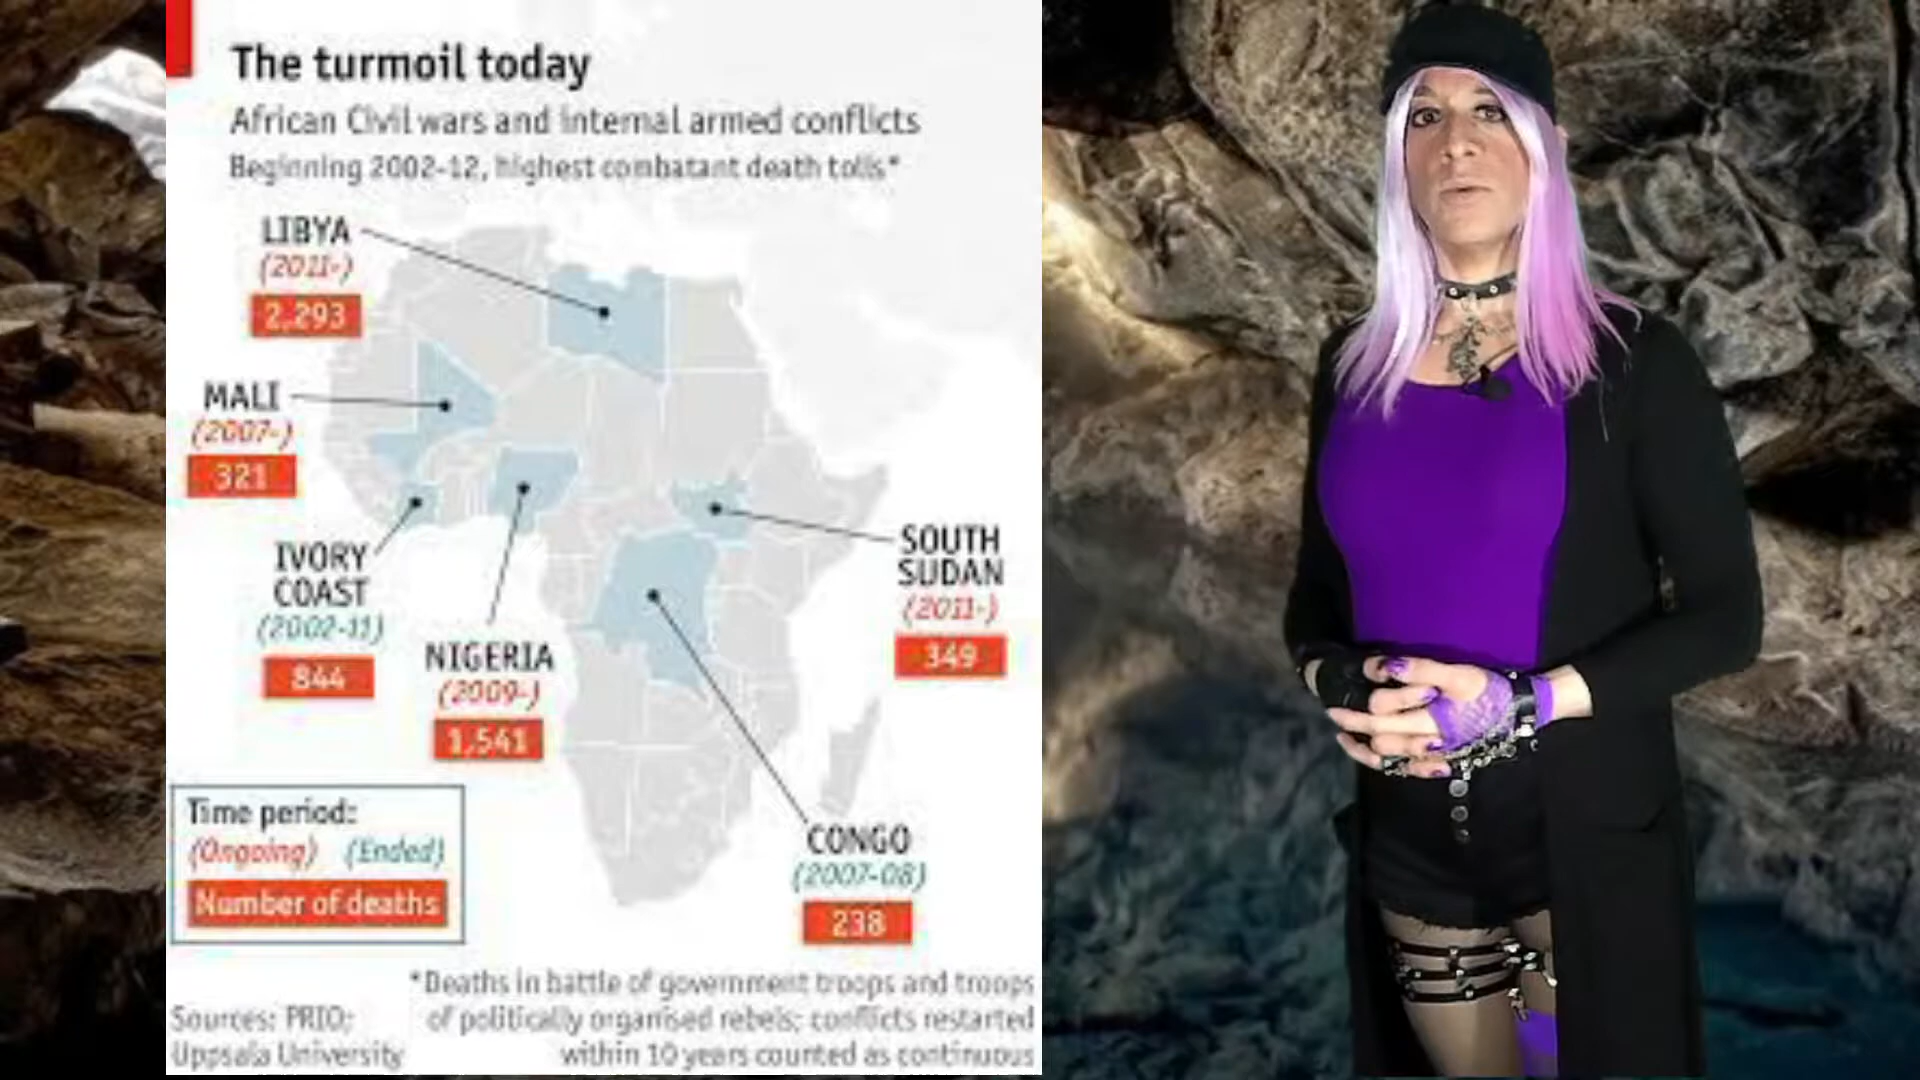 The turmoil today
African Civil wars and internal armed conflicts
Beginning 2002-12, highest combatant death tolls*
LIBYA
(2011-)
2,293
MALI
(2007-)
321
IVORY
COAST
(2002-11)
844
NIGERIA
(2009-)
1,541
SOUTH
SUDAN
(2011-)
349
CONGO
(2007-08)
238
Time period:
(Ongoing) (Ended)
Number of deaths
*Deaths in battle of government troops and troops
of politically organised rebels; conflicts restarted
within 10 years counted as continuous
Sources: PRIO;
Uppsala University